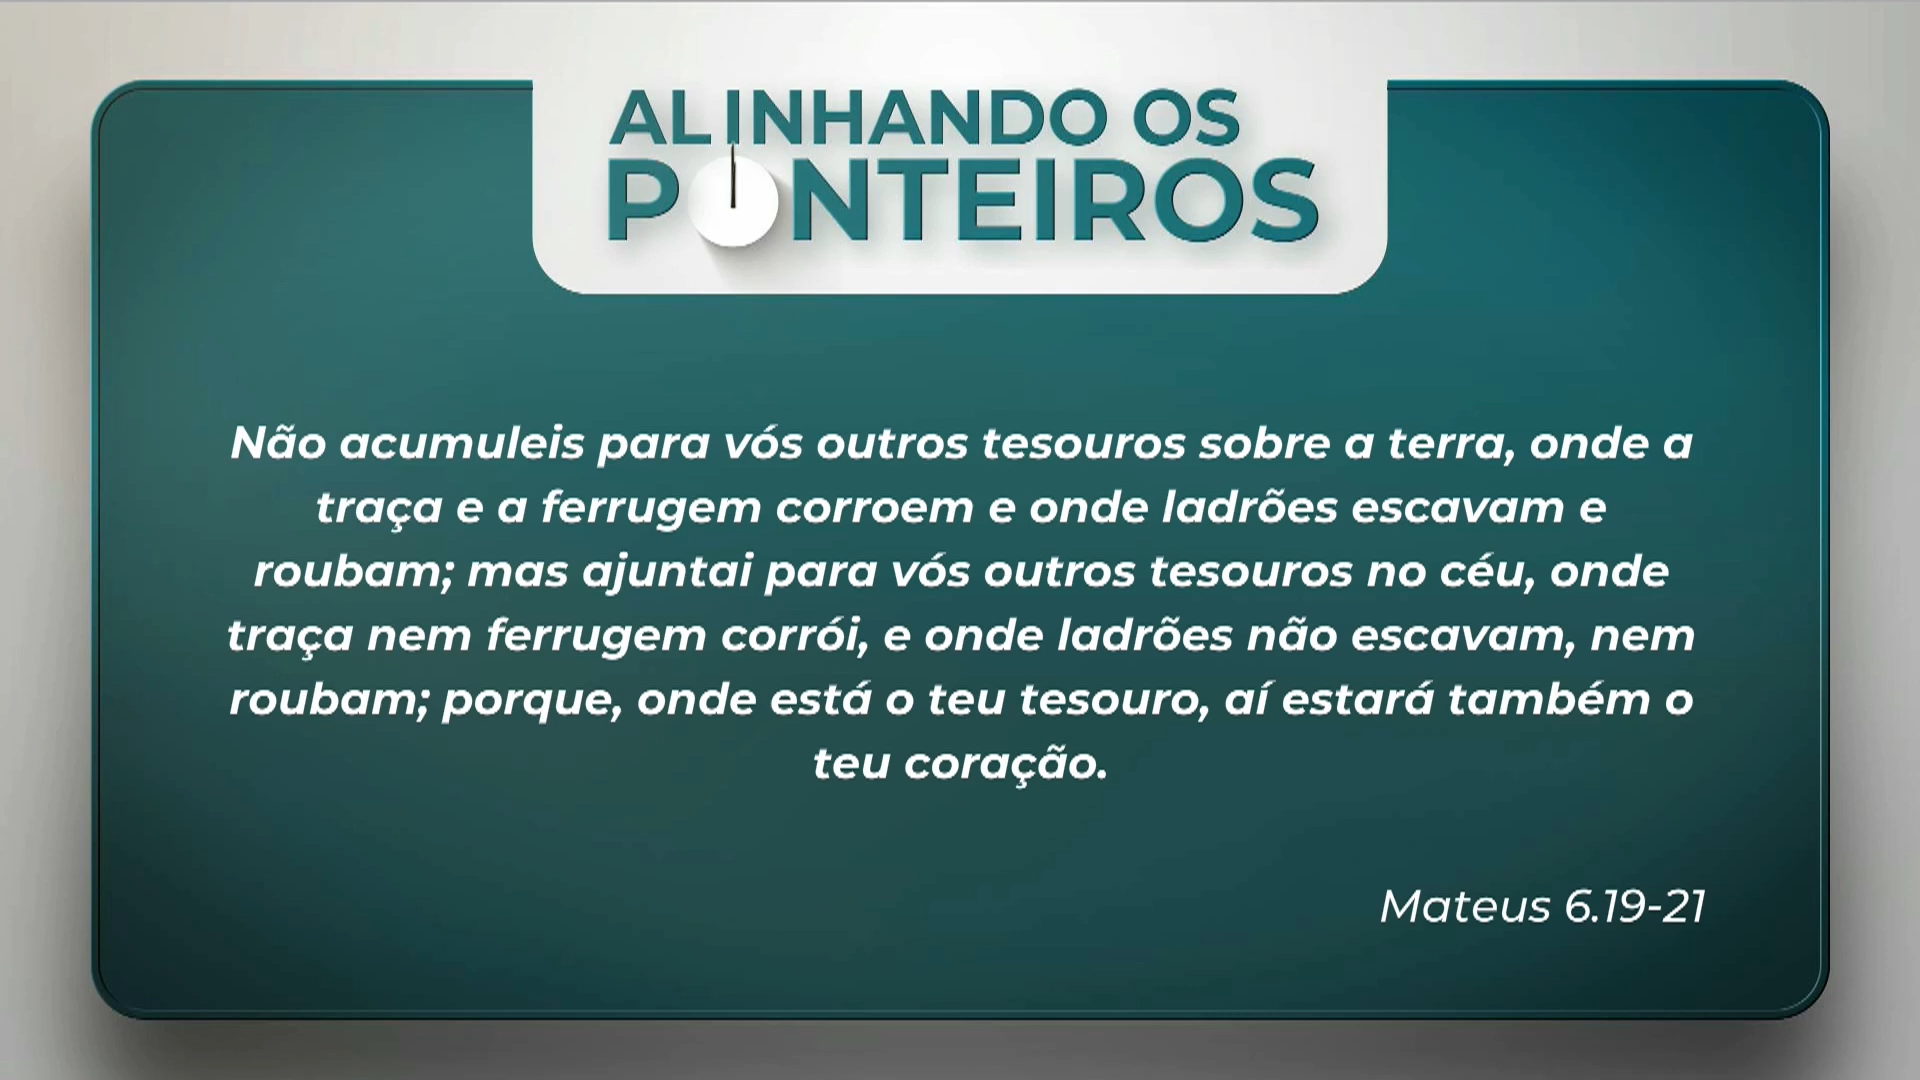 ALINHANDO OS
PONTEIROS
Não acumuleis para vós outros tesouros sobre a terra, onde a
traça e a ferrugem corroem e onde ladrões escavam e
roubam; mas ajuntai para vós outros tesouros no céu, onde
traça nem ferrugem corrói, e onde ladrões não escavam, nem
roubam; porque, onde está o teu tesouro, aí estará também o
teu coração.
Mateus 6.19-21